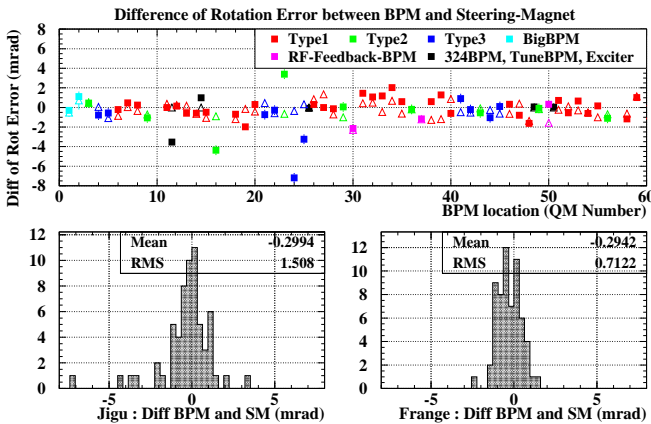 Difference of Rotation Error between BPM and Steering-Magnet
Diff of Rot Error (mrad)
8
6
4
2
0
-2
-4
-6
-8
Type1 Type2 Type3 BigBPM
RF-Feedback-BPM 324BPM, TuneBPM, Exciter
0 10 20 30 40 50 60
BPM location (QM Number)
12
10
8
6
4
2
0
Mean -0.2994
RMS 1.508
-5 0 5
Jigu : Diff BPM and SM (mrad)
12
10
8
6
4
2
0
Mean -0.2942
RMS 0.7122
-5 0 5
Frange : Diff BPM and SM (mrad)